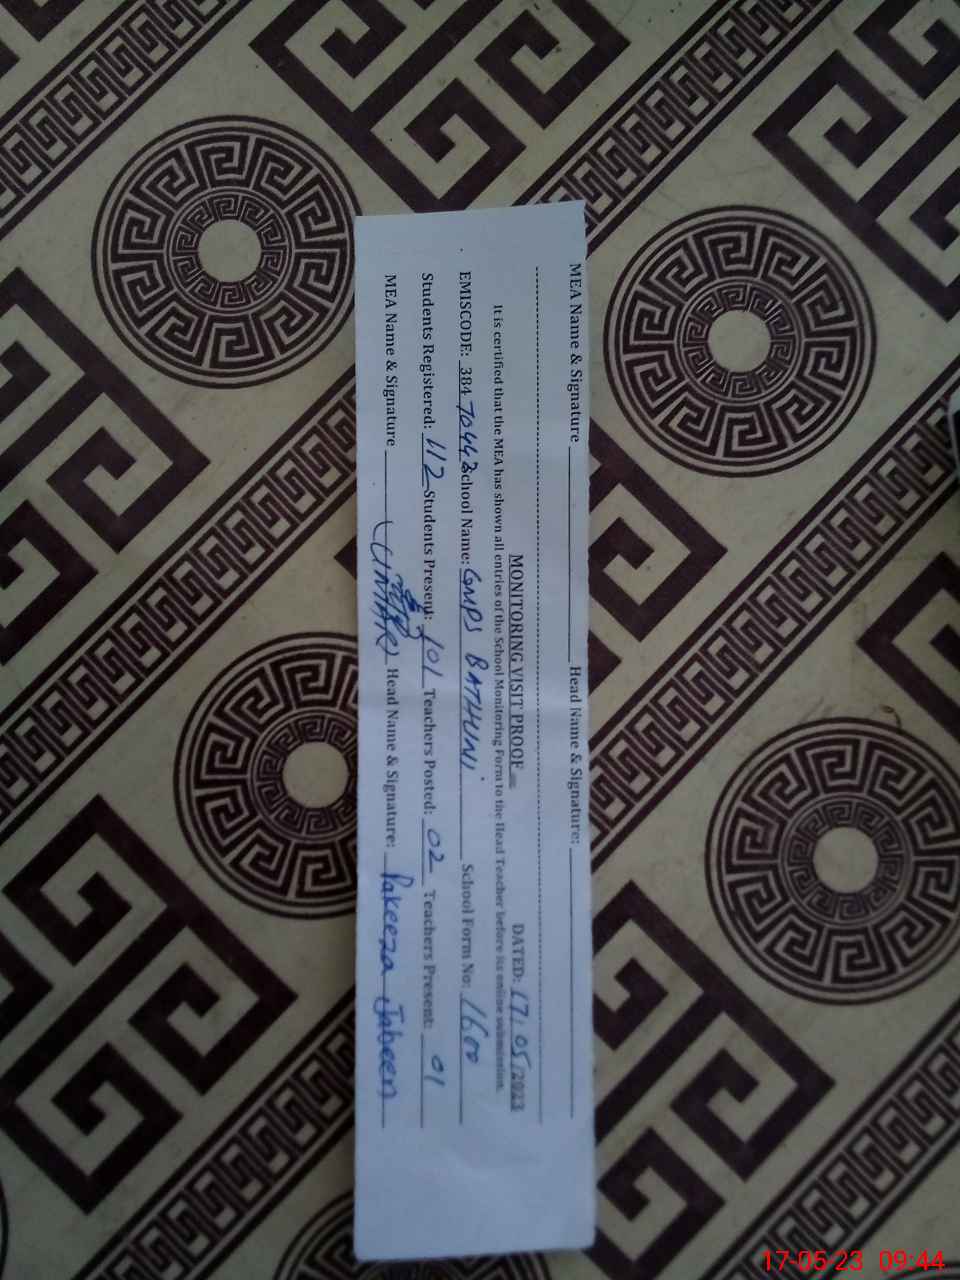 MEA Name & Signature ____________ Head Name & Signature: ____________
MONITORING VISIT PROOF DATED: 17/05/2023
It is certified that the MEA has shown all entries of the School Monitoring Form to the Head Teacher before its online submission.
EMISCODE: 38470443 School Name: GMPS BATHUNI School Form No: 1600
Students Registered: 112 Students Present: 101 Teachers Posted: 02 Teachers Present: 01
MEA Name & Signature Head Name & Signature: Pakeeza Jabeen
17-05-23 09:44